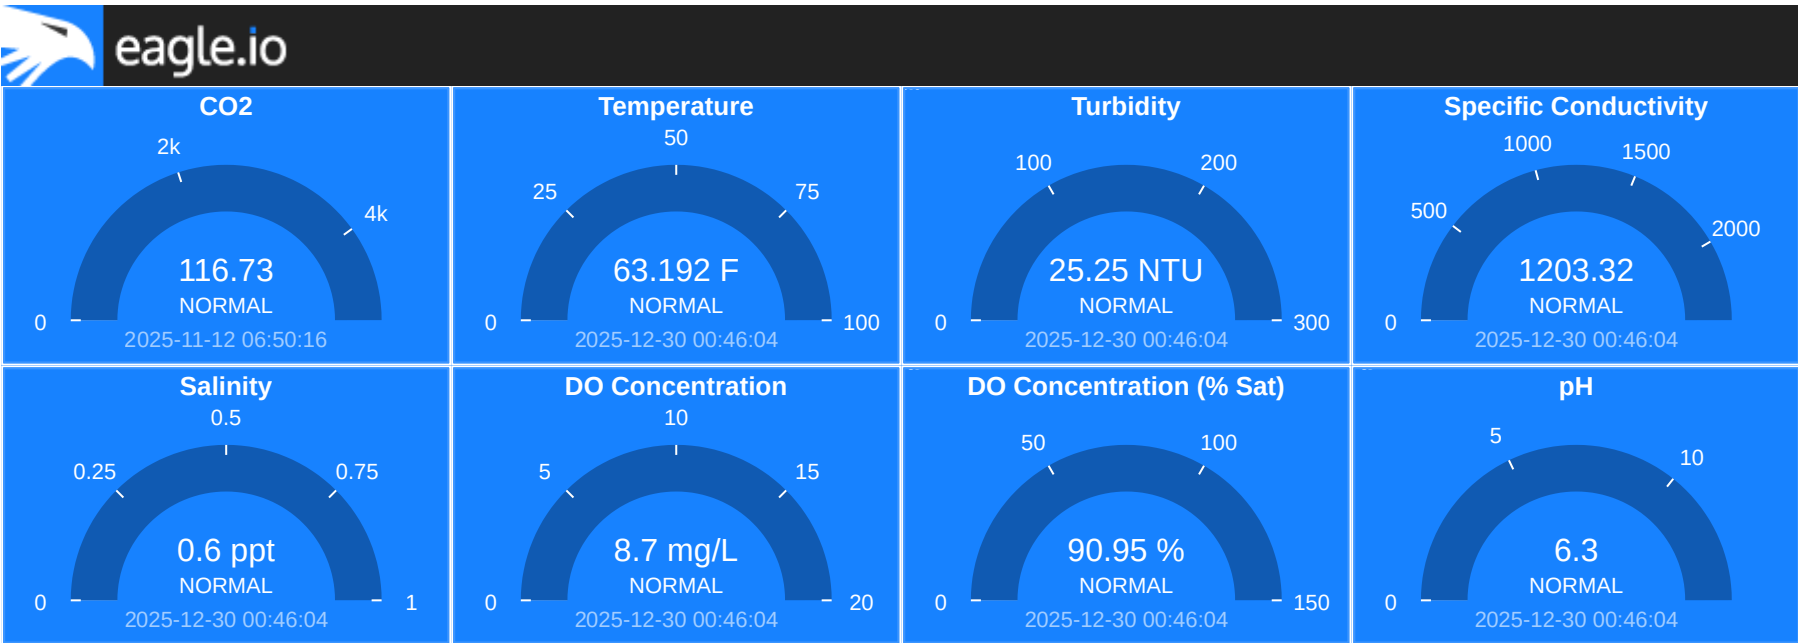 eagle.io
CO2
2k
4k
0
116.73
NORMAL
2025-11-12 06:50:16
Temperature
50
25
75
0
100
63.192 F
NORMAL
2025-12-30 00:46:04
Turbidity
100
200
0
300
25.25 NTU
NORMAL
2025-12-30 00:46:04
Specific Conductivity
1000
1500
500
2000
0
1203.32
NORMAL
2025-12-30 00:46:04
Salinity
0.5
0.25
0.75
0
1
0.6 ppt
NORMAL
2025-12-30 00:46:04
DO Concentration
10
5
15
0
20
8.7 mg/L
NORMAL
2025-12-30 00:46:04
DO Concentration (% Sat)
50
100
0
150
90.95 %
NORMAL
2025-12-30 00:46:04
pH
5
10
0
6.3
NORMAL
2025-12-30 00:46:04